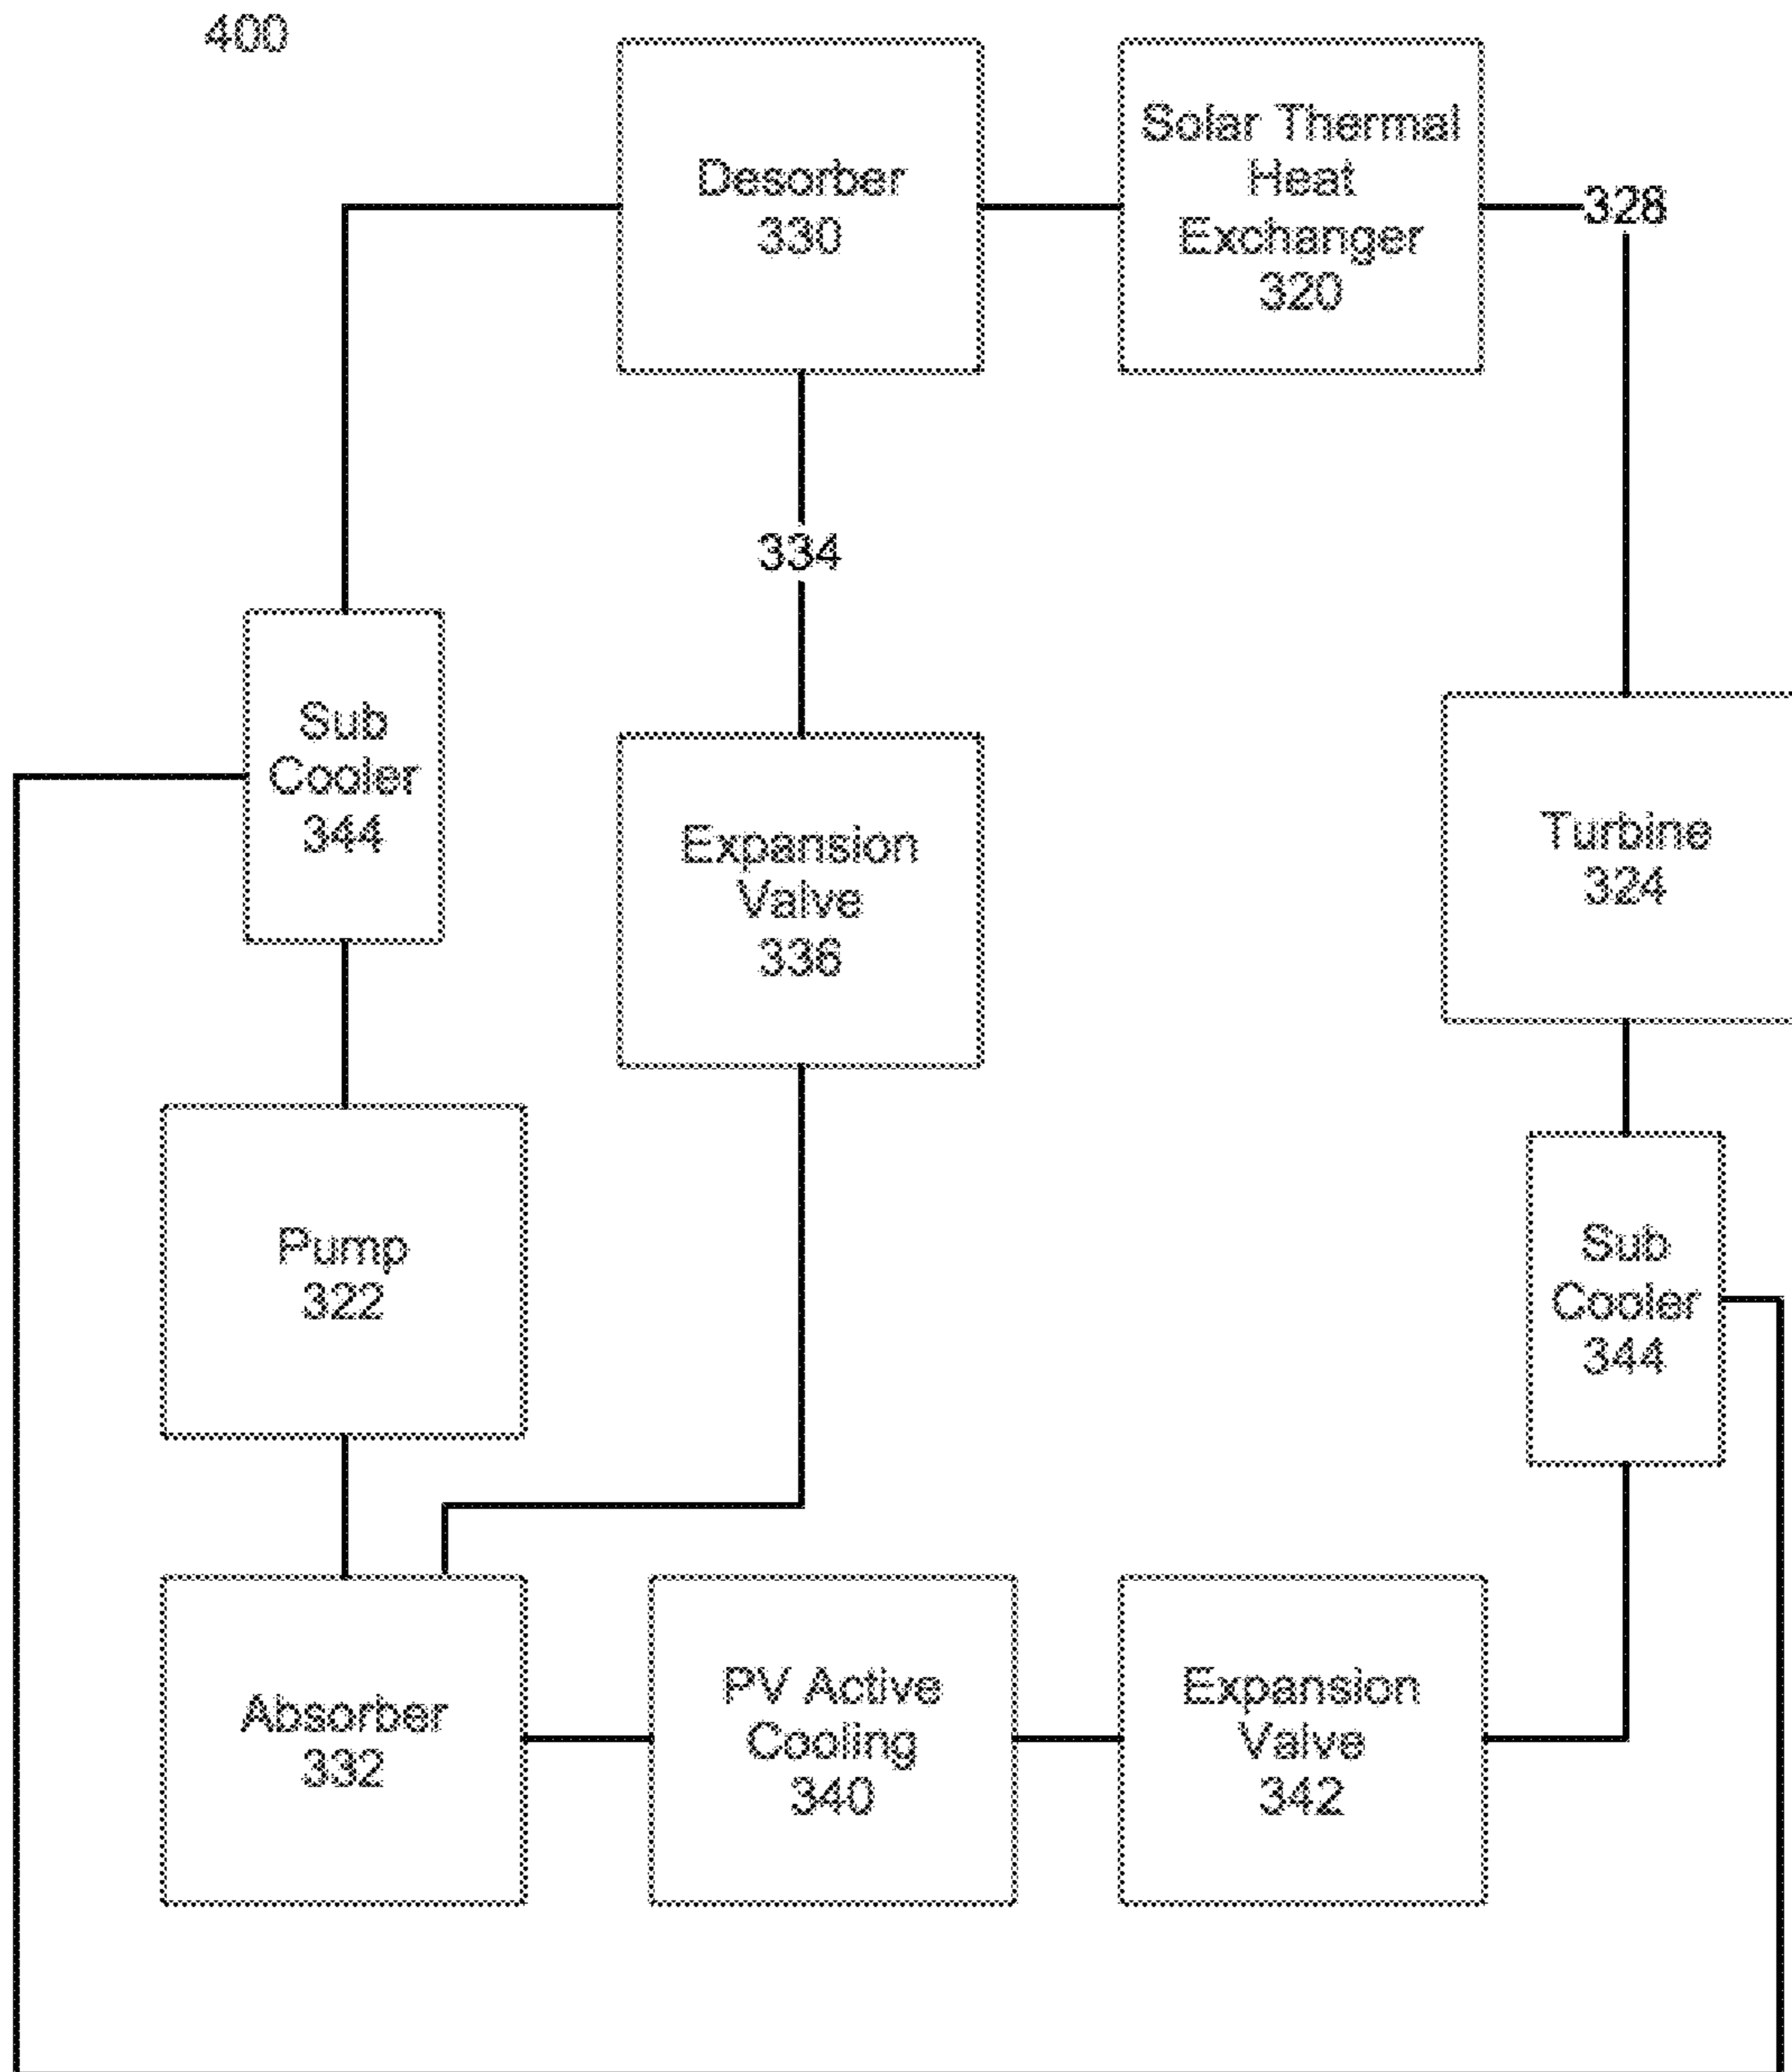 400
Desorber
330
Solar Thermal
Heat
Exchanger
320
328
334
Sub
Cooler
344
Expansion
Valve
336
Turbine
324
Pump
322
Sub
Cooler
344
Absorber
332
PV Active
Cooling
340
Expansion
Valve
342